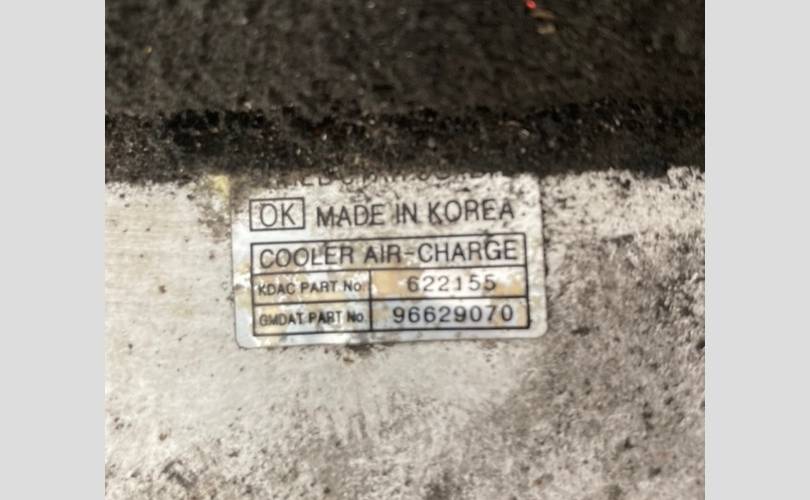 OK MADE IN KOREA
COOLER AIR-CHARGE
KDAC PART No 622155
GMDAT PART No 96629070